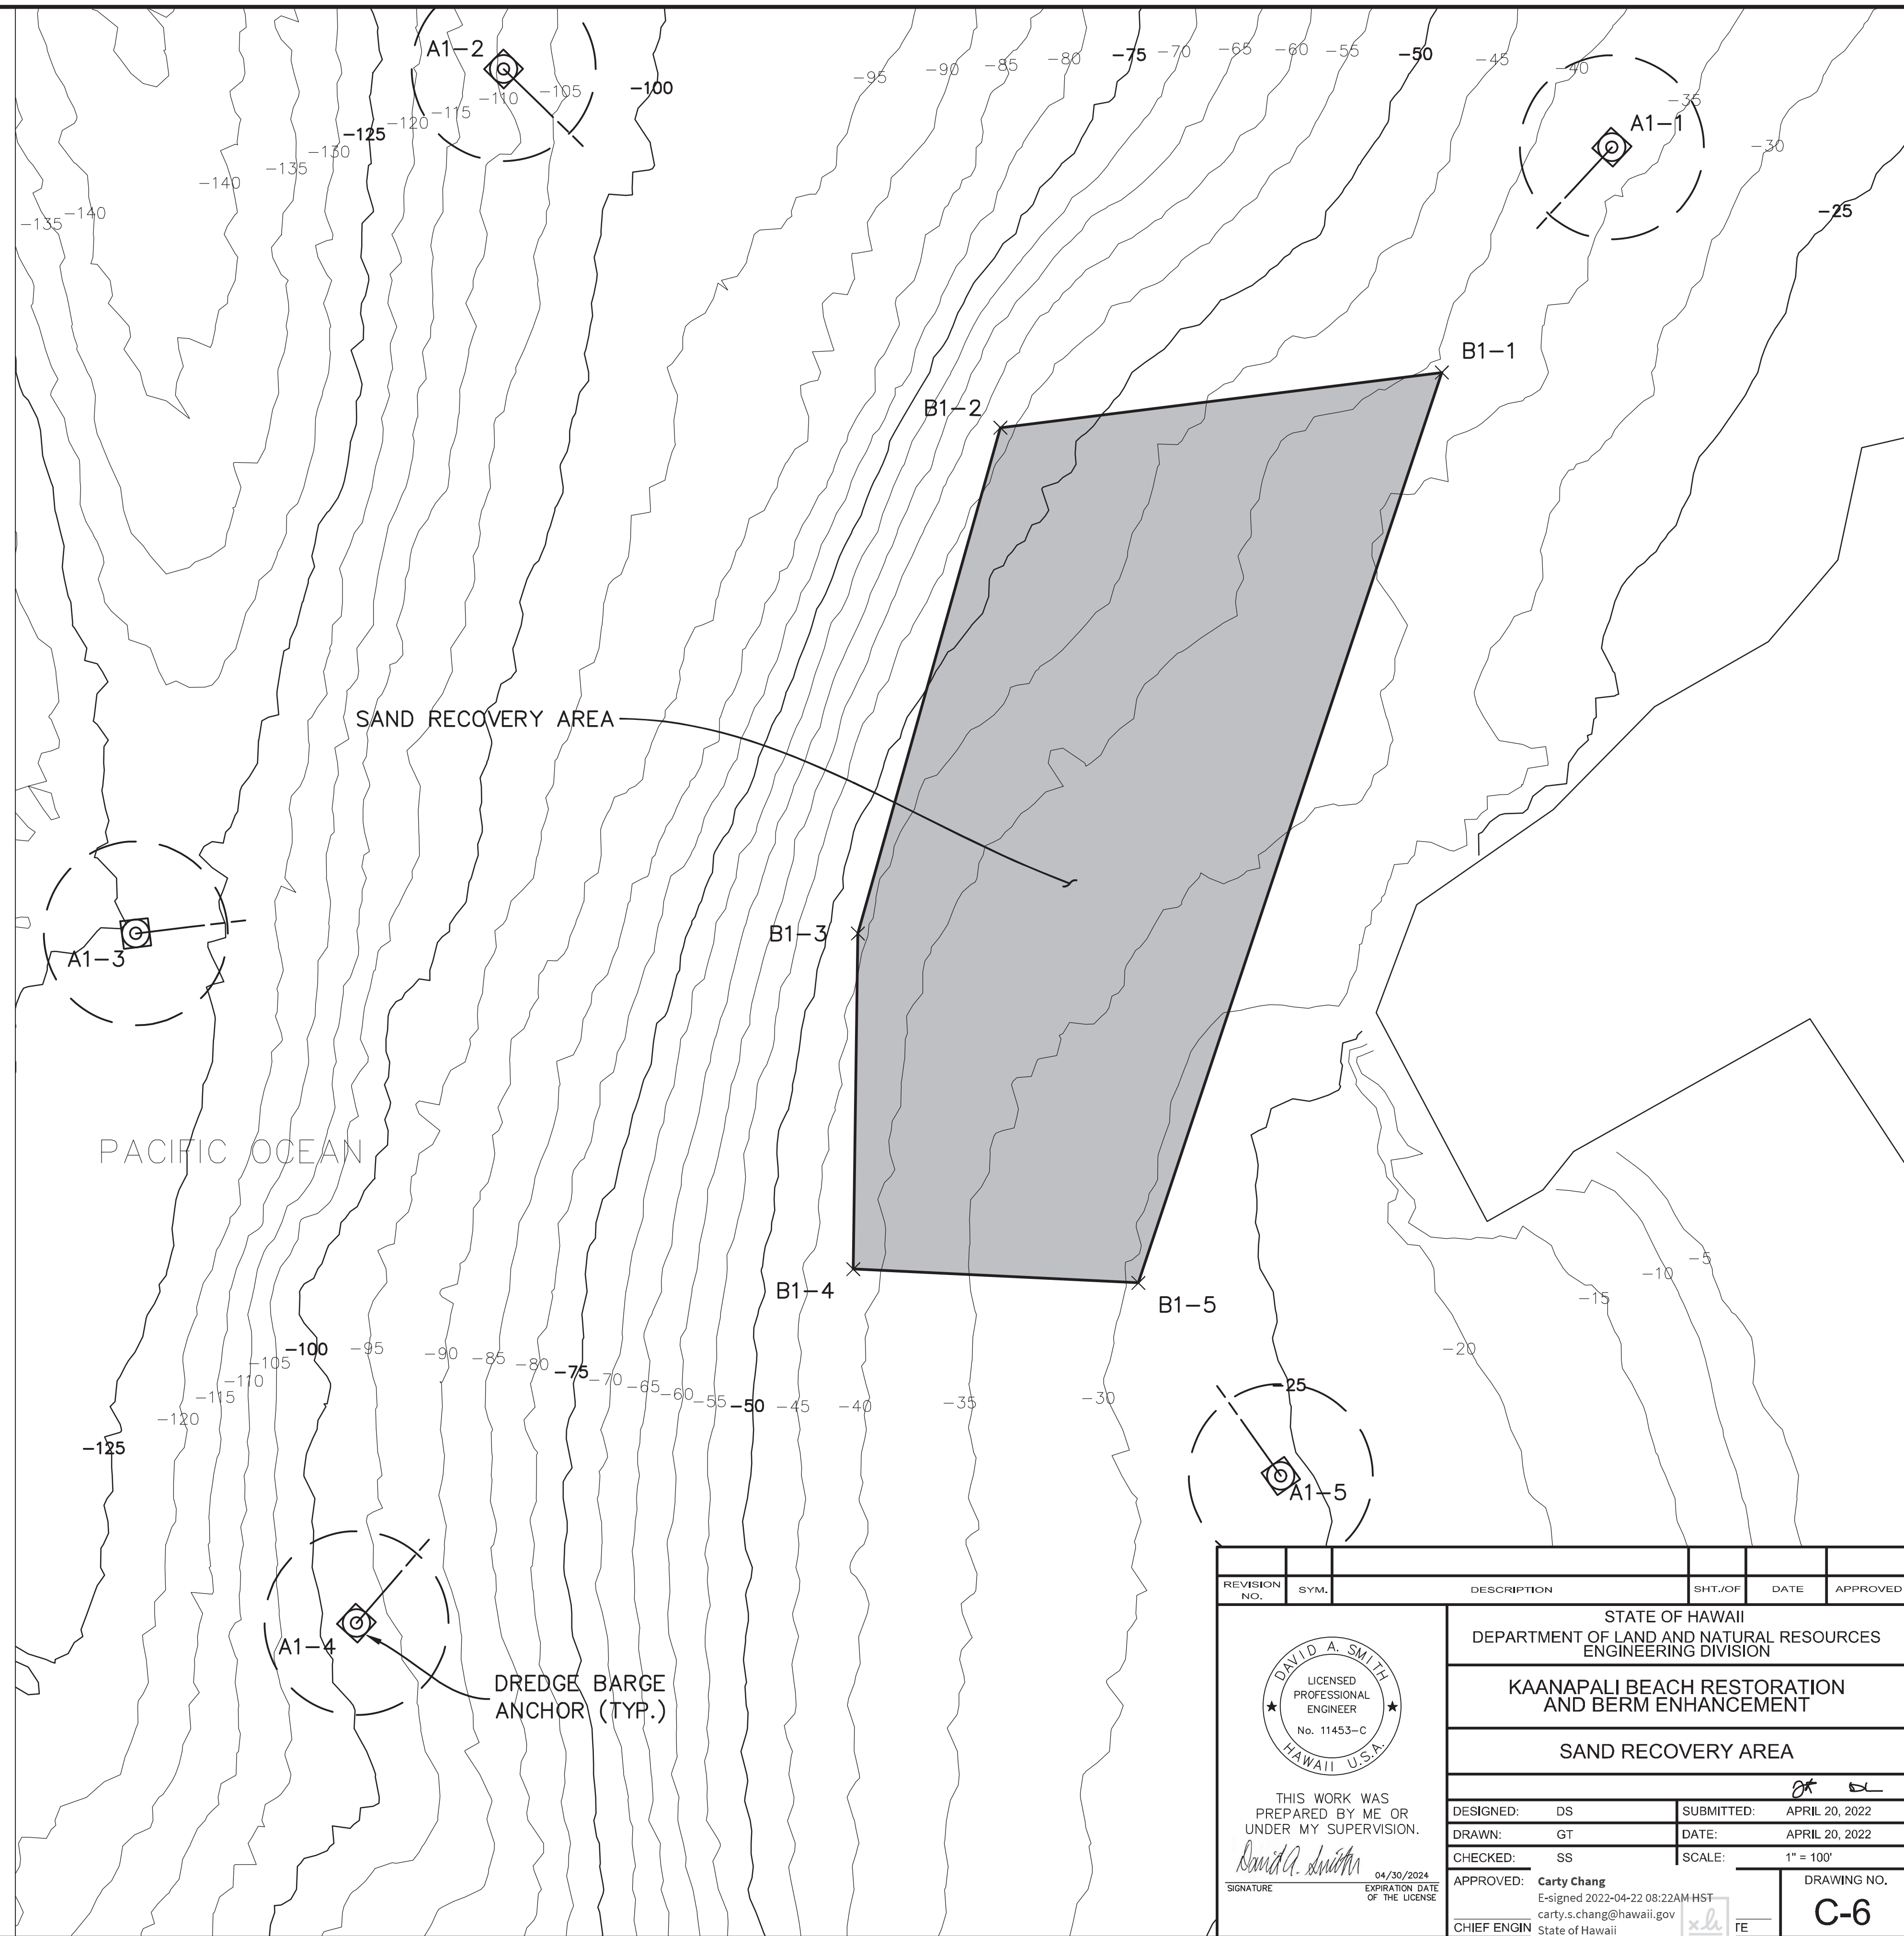 A1-2
A1-1
-95
-90
-85
-80
-75
-70
-65
-60
-55
-50
-45
-40
-35
-30
-25
-100
-105
-110
-115
-120
-125
-130
-135
-140
-135
-140
B1-1
B1-2
SAND RECOVERY AREA
B1-3
A1-3
PACIFIC OCEAN
B1-4
B1-5
-5
-10
-15
-20
-25
-30
-35
-40
-45
-50
-55
-60
-65
-70
-75
-80
-85
-90
-95
-100
-105
-110
-115
-120
-125
A1-5
A1-4
DREDGE BARGE
ANCHOR (TYP.)
REVISION NO.
SYM.
DESCRIPTION
SHT./OF
DATE
APPROVED
STATE OF HAWAII
DEPARTMENT OF LAND AND NATURAL RESOURCES
ENGINEERING DIVISION
KAANAPALI BEACH RESTORATION
AND BERM ENHANCEMENT
SAND RECOVERY AREA
DAVID A. SMITH
LICENSED
PROFESSIONAL
ENGINEER
No. 11453-C
HAWAII U.S.A.
THIS WORK WAS
PREPARED BY ME OR
UNDER MY SUPERVISION.
David A. Smith
04/30/2024
SIGNATURE
EXPIRATION DATE
OF THE LICENSE
DESIGNED: DS
SUBMITTED: APRIL 20, 2022
DRAWN: GT
DATE: APRIL 20, 2022
CHECKED: SS
SCALE: 1" = 100'
APPROVED: Carty Chang
E-signed 2022-04-22 08:22AM HST
carty.s.chang@hawaii.gov
CHIEF ENGIN State of Hawaii
TE
DRAWING NO.
C-6